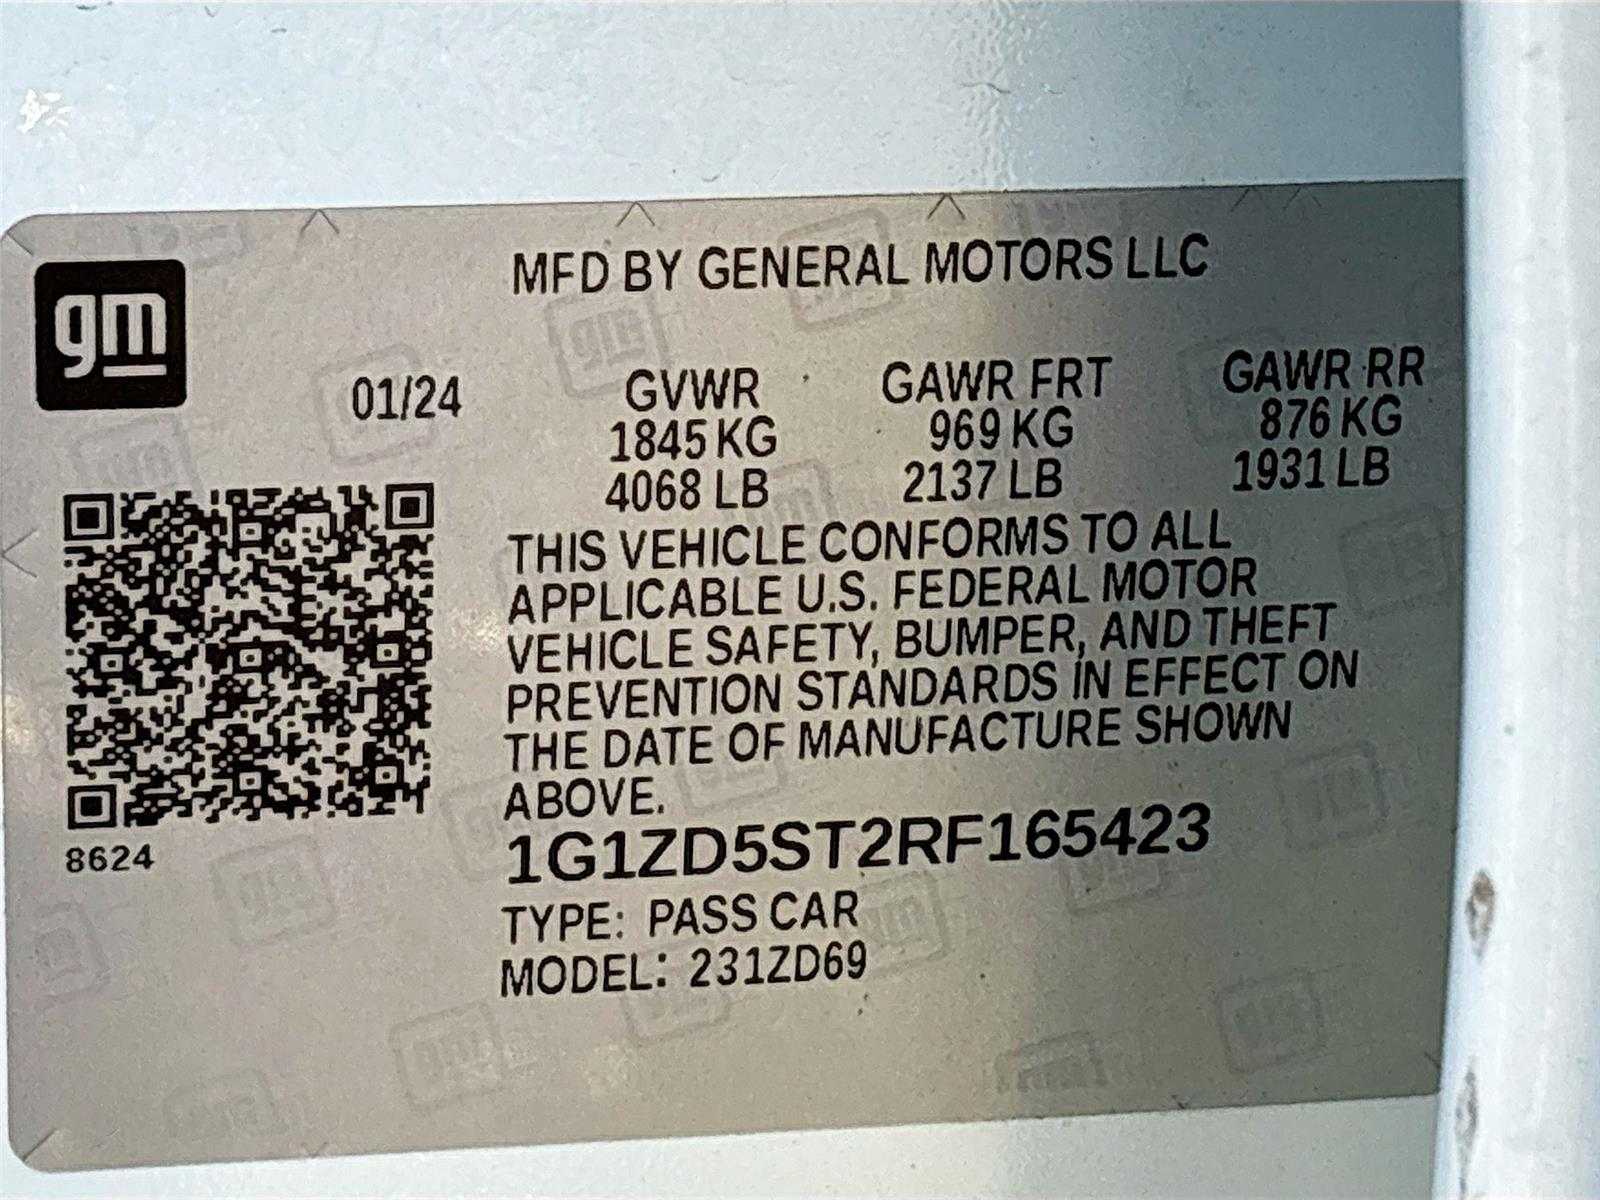 MFD BY GENERAL MOTORS LLC
gm
01/24
GVWR GAWR FRT GAWR RR
1845 KG 969 KG 876 KG
4068 LB 2137 LB 1931 LB
THIS VEHICLE CONFORMS TO ALL
APPLICABLE U.S. FEDERAL MOTOR
VEHICLE SAFETY, BUMPER, AND THEFT
PREVENTION STANDARDS IN EFFECT ON
THE DATE OF MANUFACTURE SHOWN
ABOVE.
8624
1G1ZD5ST2RF165423
TYPE: PASS CAR
MODEL: 231ZD69